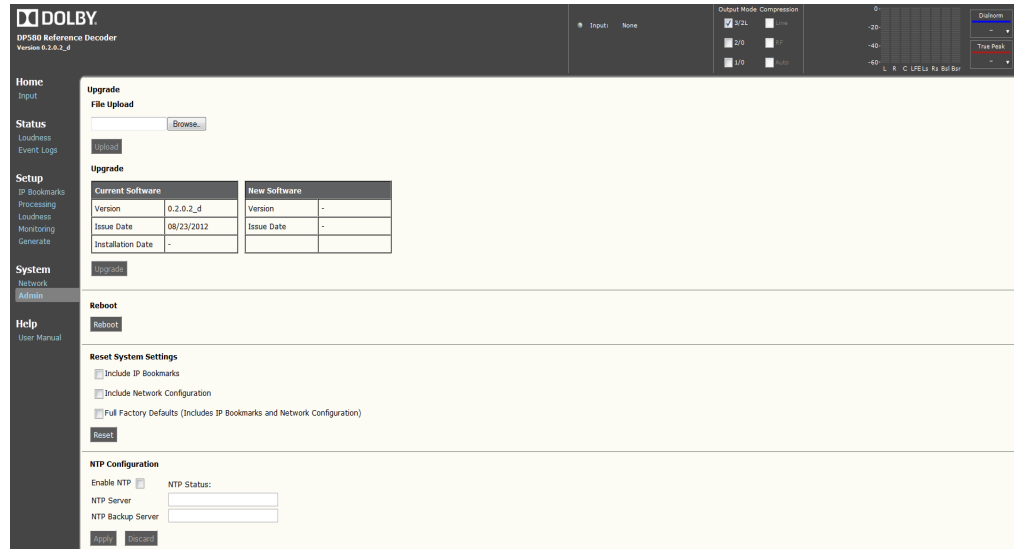 DOLBY.
DP580 Reference Decoder
Version 0.2.0.2_d
Input: None
Output Mode Compression
3/2L Line
2/0 RF
1/0 Auto
0-
-20-
-40-
-60-
L R C LFE Ls Rs Bsl Bsr
Dialnorm
-
True Peak
-
Home
Input
Status
Loudness
Event Logs
Setup
IP Bookmarks
Processing
Loudness
Monitoring
Generate
System
Network
Admin
Help
User Manual
Upgrade
File Upload
Browse..
Upload
Upgrade
Current Software New Software
Version 0.2.0.2_d Version -
Issue Date 08/23/2012 Issue Date -
Installation Date -
Upgrade
Reboot
Reboot
Reset System Settings
Include IP Bookmarks
Include Network Configuration
Full Factory Defaults (Includes IP Bookmarks and Network Configuration)
Reset
NTP Configuration
Enable NTP NTP Status:
NTP Server
NTP Backup Server
Apply Discard